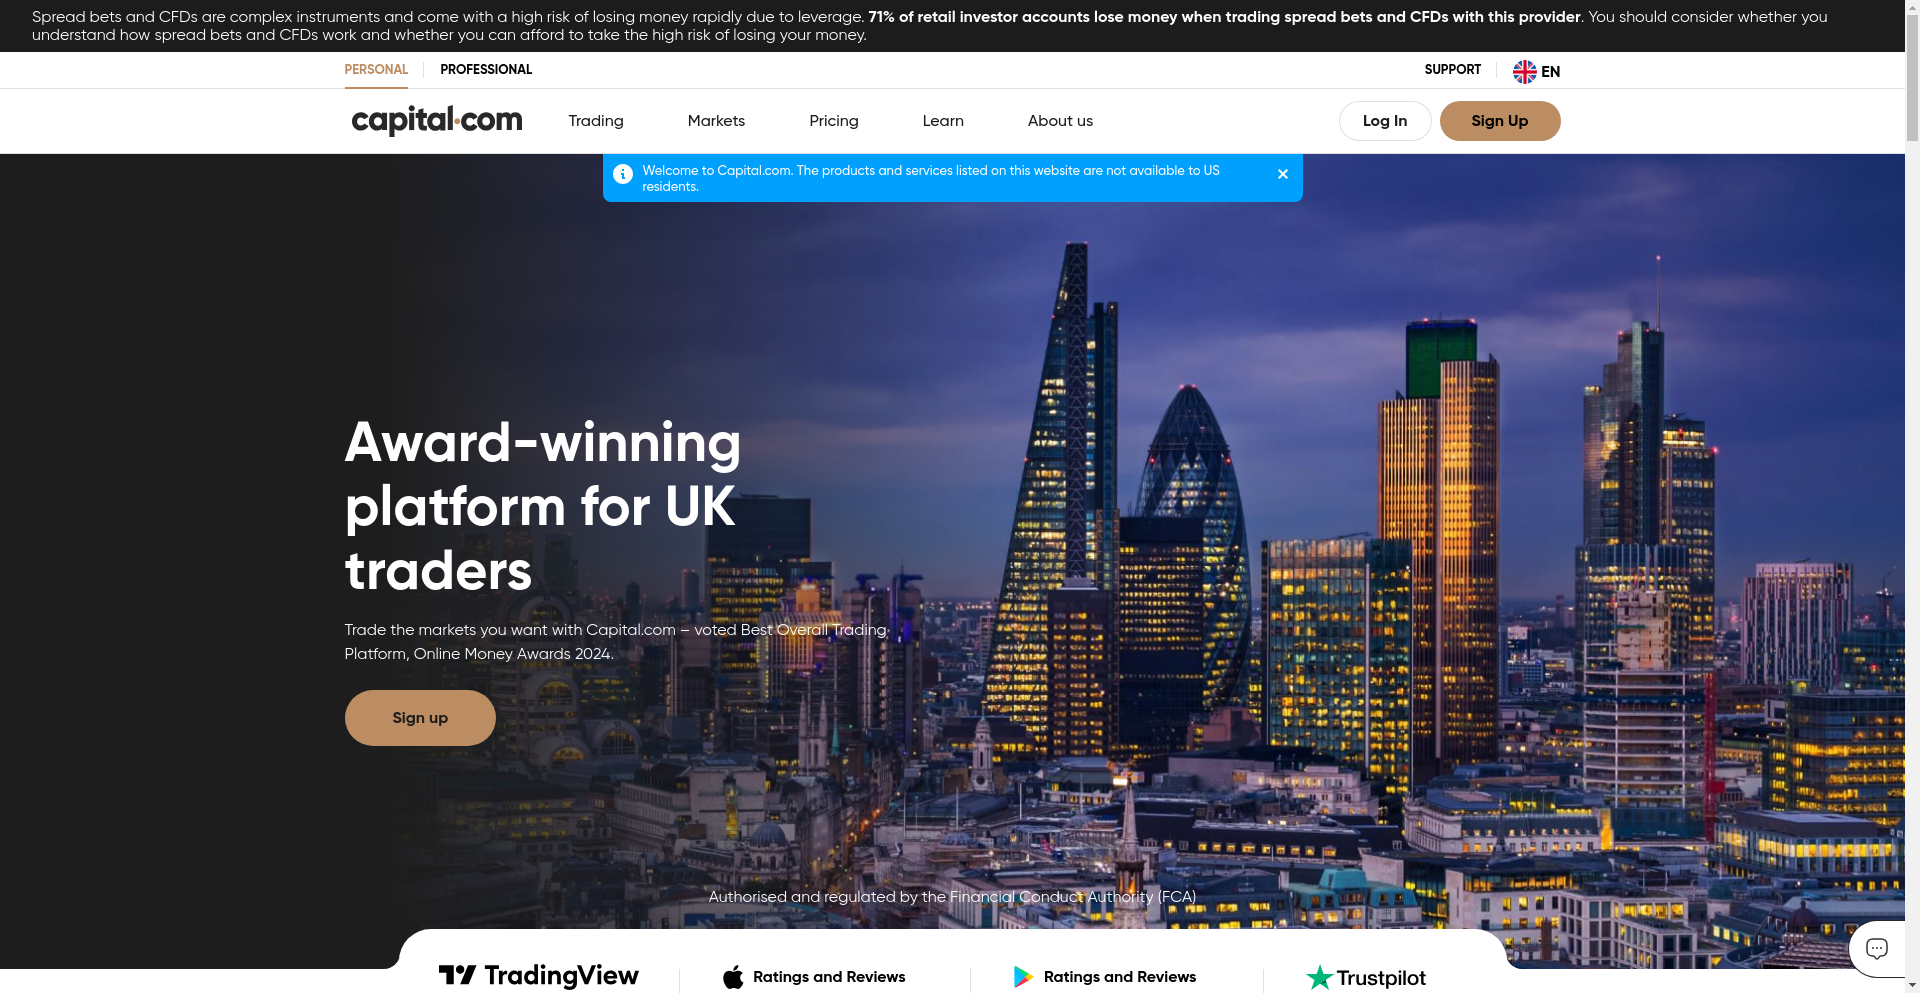 Spread bets and CFDs are complex instruments and come with a high risk of losing money rapidly due to leverage. 71% of retail investor accounts lose money when trading spread bets and CFDs with this provider. You should consider whether you
understand how spread bets and CFDs work and whether you can afford to take the high risk of losing your money.
PERSONAL PROFESSIONAL SUPPORT EN
capital.com Trading Markets Pricing Learn About us Log In Sign Up
Welcome to Capital.com. The products and services listed on this website are not available to US
residents.
Award-winning
platform for UK
traders
Trade the markets you want with Capital.com – voted Best Overall Trading
Platform, Online Money Awards 2024.
Sign up
Authorised and regulated by the Financial Conduct Authority (FCA)
TradingView Ratings and Reviews Ratings and Reviews Trustpilot